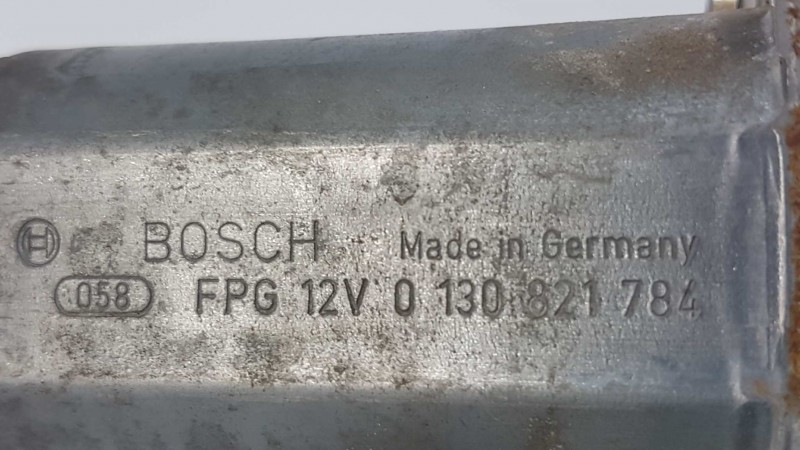 BOSCH Made in Germany
058 FPG 12V 0 130 821 784